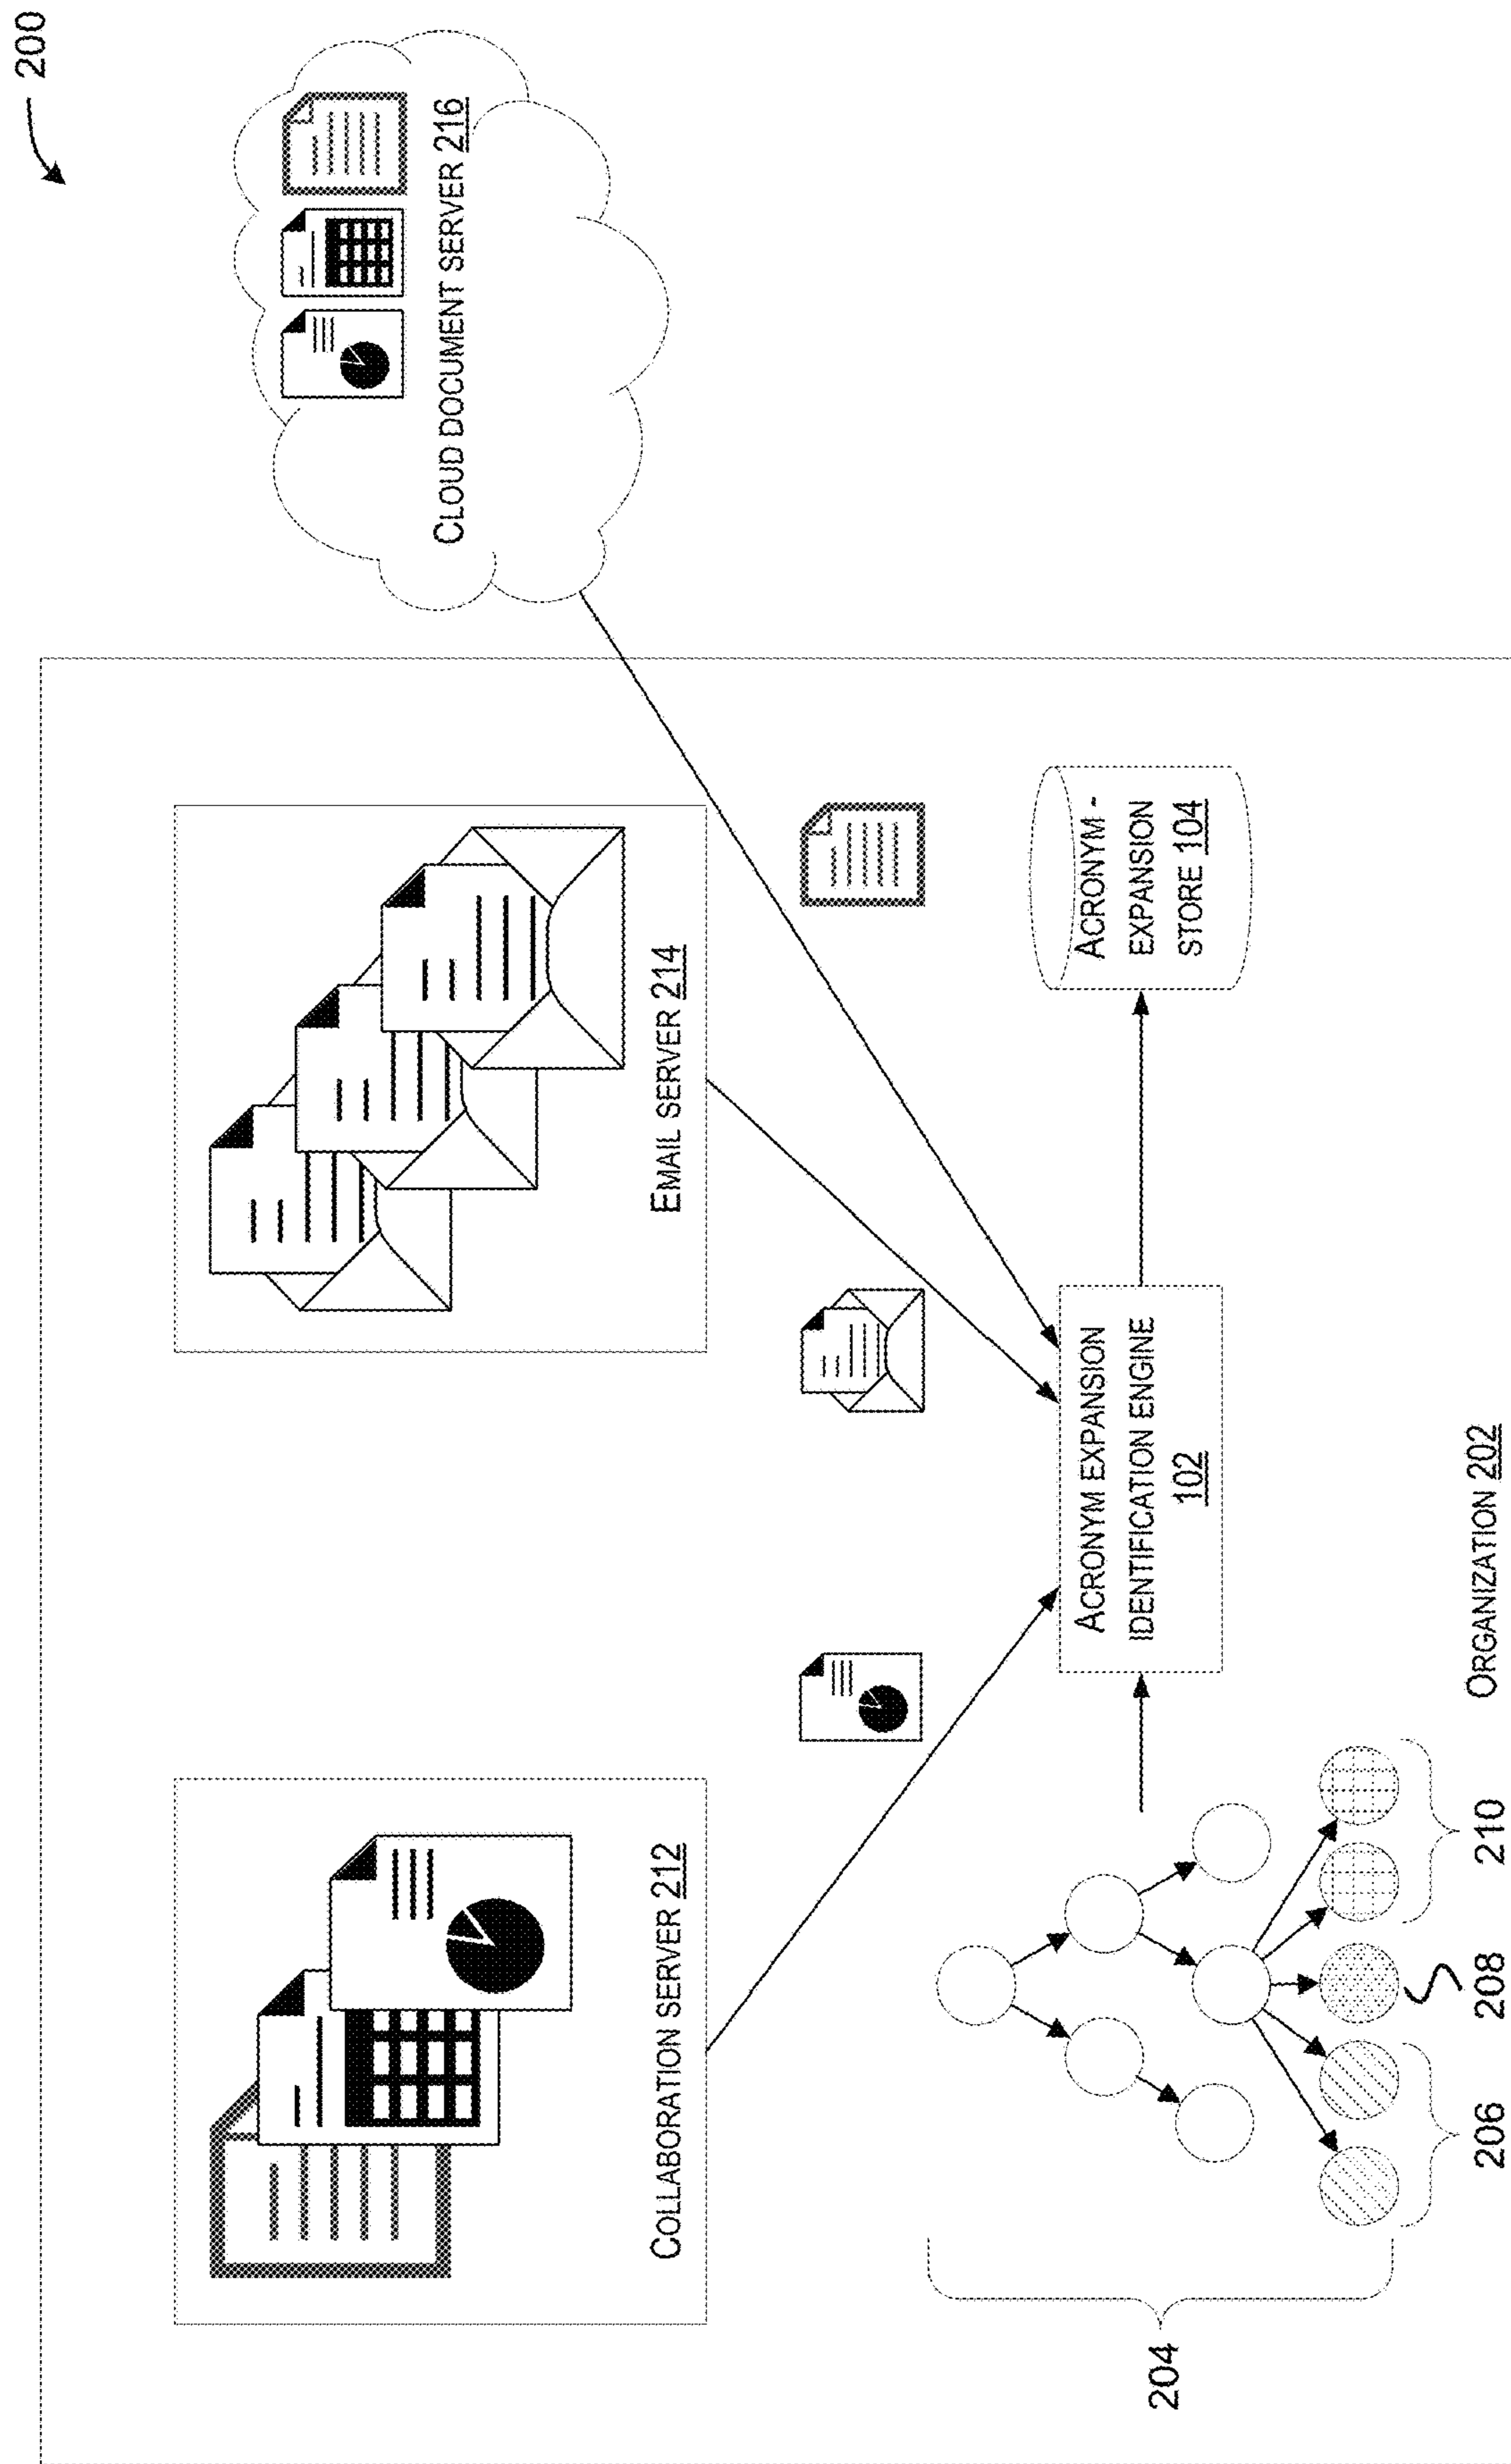 200
CLOUD DOCUMENT SERVER 216
COLLABORATION SERVER 212
EMAIL SERVER 214
204
ACRONYM EXPANSION
IDENTIFICATION ENGINE
102
ACRONYM -
EXPANSION
STORE 104
206
208
210
ORGANIZATION 202